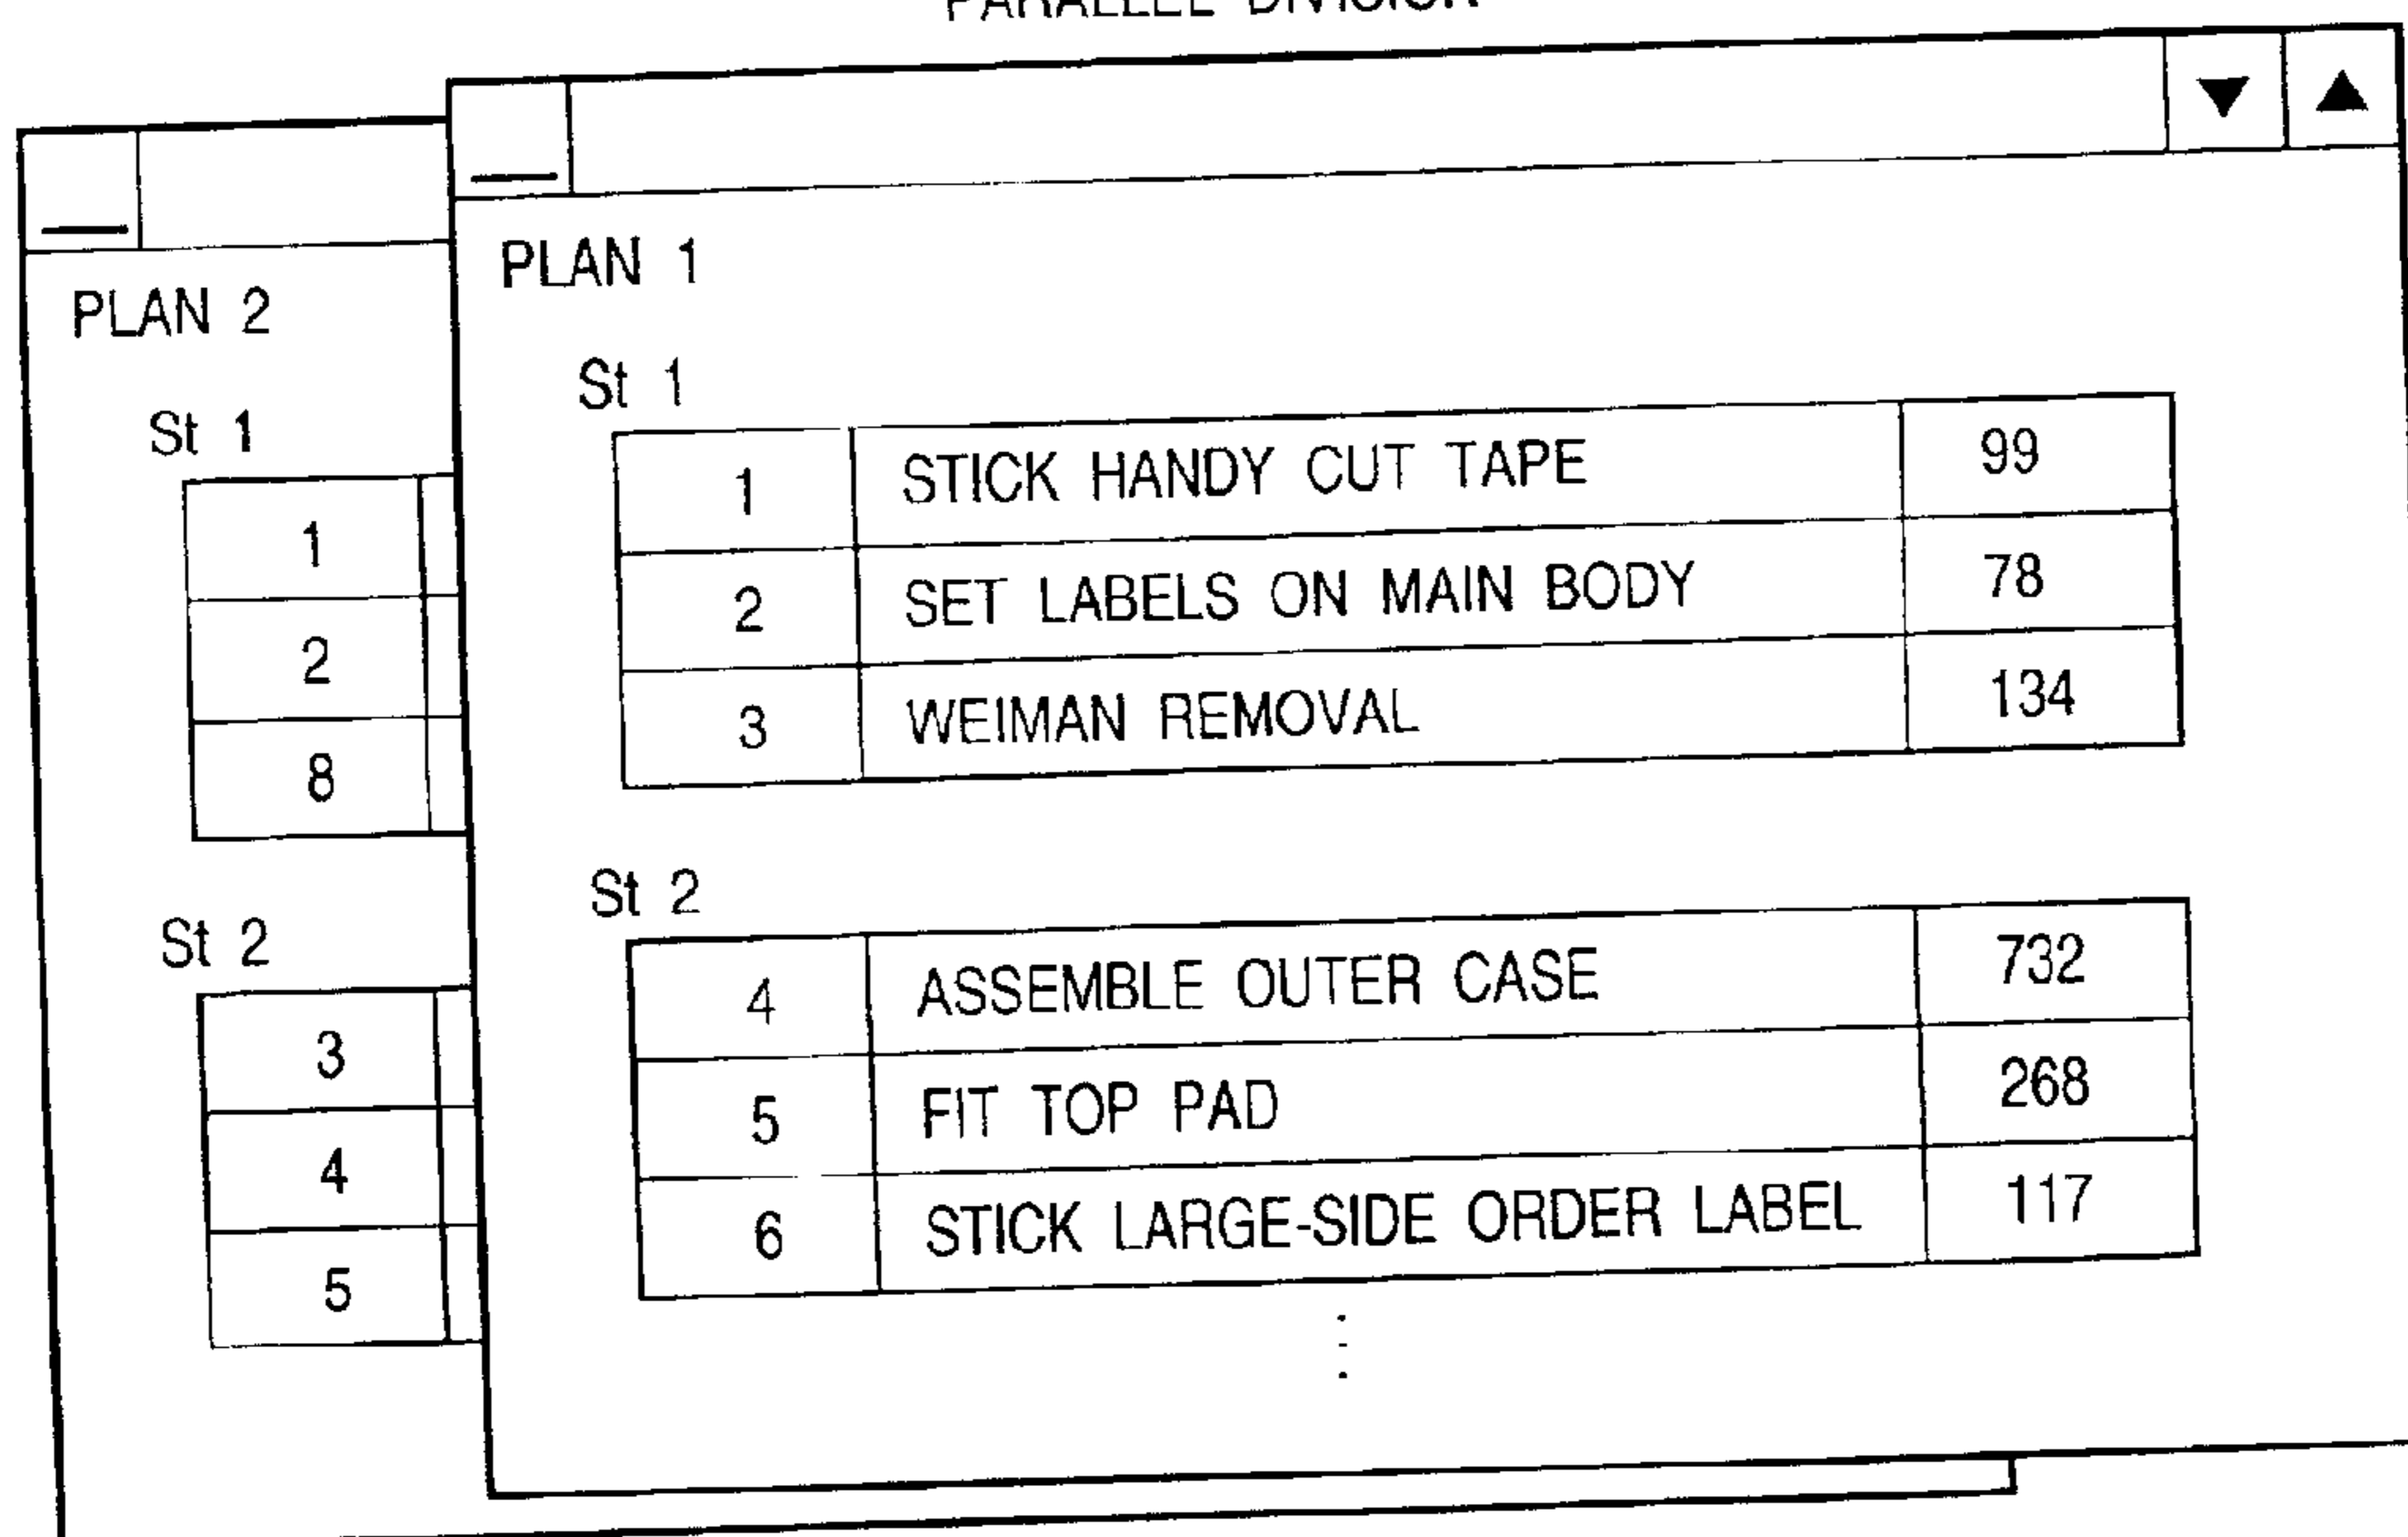 PARALLEL DIVISION
PLAN 2
St 1
1
2
8
St 2
3
4
5
PLAN 1
St 1
1 STICK HANDY CUT TAPE 99
2 SET LABELS ON MAIN BODY 78
3 WEIMAN REMOVAL 134
St 2
4 ASSEMBLE OUTER CASE 732
5 FIT TOP PAD 268
6 STICK LARGE-SIDE ORDER LABEL 117